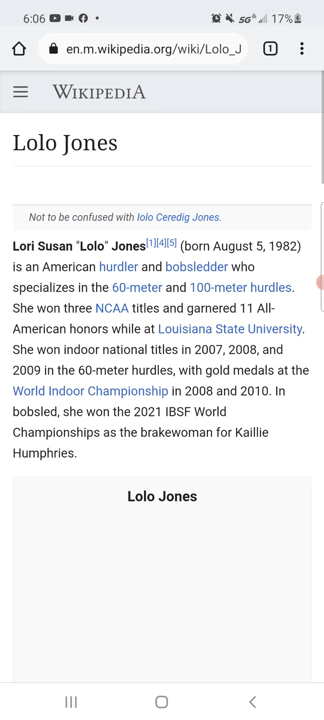 6:06 5G 17%
en.m.wikipedia.org/wiki/Lolo_J 1
WIKIPEDIA
Lolo Jones
Not to be confused with Iolo Ceredig Jones.
Lori Susan "Lolo" Jones[1][4][5] (born August 5, 1982)
is an American hurdler and bobsledder who
specializes in the 60-meter and 100-meter hurdles.
She won three NCAA titles and garnered 11 All-
American honors while at Louisiana State University.
She won indoor national titles in 2007, 2008, and
2009 in the 60-meter hurdles, with gold medals at the
World Indoor Championship in 2008 and 2010. In
bobsled, she won the 2021 IBSF World
Championships as the brakewoman for Kaillie
Humphries.
Lolo Jones